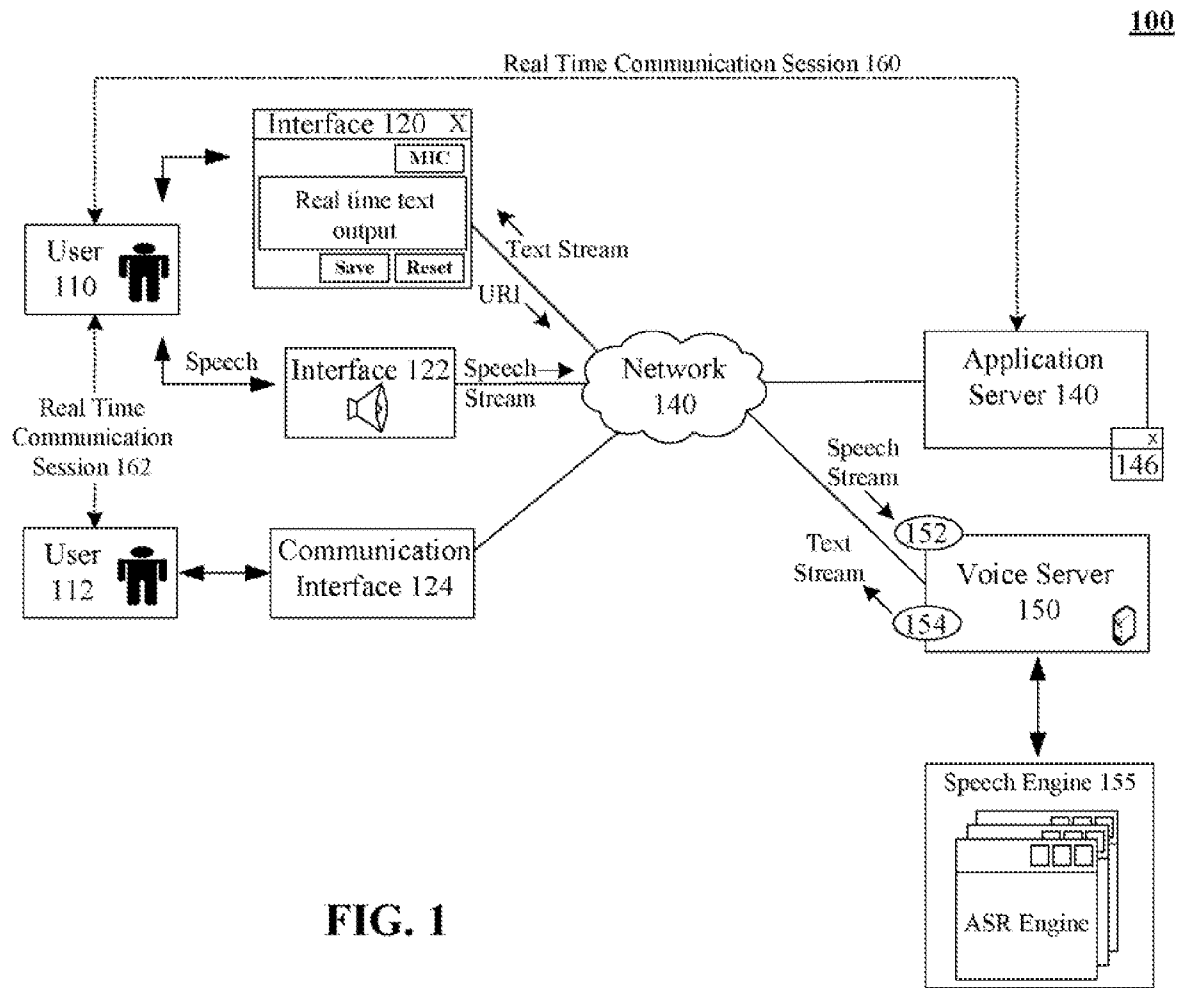 100
Real Time Communication Session 160
Interface 120 X
MIC
Real time text
output
Save Reset
User
110
Text Stream
URI
Speech
Interface 122
Speech
Stream
Network
140
Application
Server 140
X
146
Real Time
Communication
Session 162
User
112
Communication
Interface 124
Speech
Stream
152
Text
Stream
154
Voice Server
150
Speech Engine 155
ASR Engine
FIG. 1